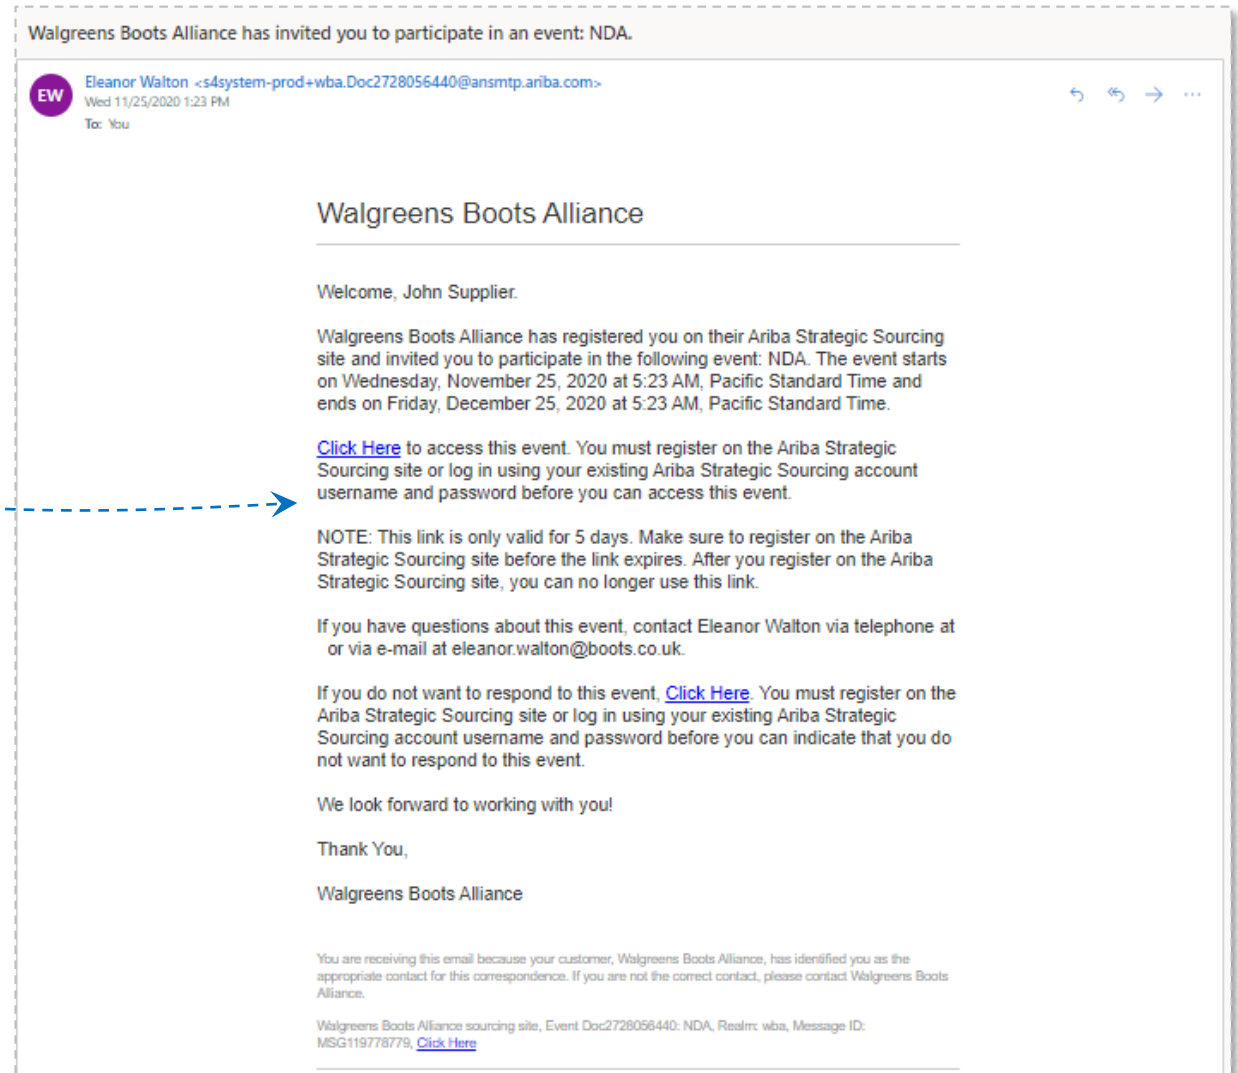 Walgreens Boots Alliance has invited you to participate in an event: NDA.
EW
Eleanor Walton <s4system-prod+wba.Doc2728056440@ansmtp.ariba.com>
Wed 11/25/2020 1:23 PM
To: You
Walgreens Boots Alliance
Welcome, John Supplier.
Walgreens Boots Alliance has registered you on their Ariba Strategic Sourcing
site and invited you to participate in the following event: NDA. The event starts
on Wednesday, November 25, 2020 at 5:23 AM, Pacific Standard Time and
ends on Friday, December 25, 2020 at 5:23 AM, Pacific Standard Time.
Click Here to access this event. You must register on the Ariba Strategic
Sourcing site or log in using your existing Ariba Strategic Sourcing account
username and password before you can access this event.
NOTE: This link is only valid for 5 days. Make sure to register on the Ariba
Strategic Sourcing site before the link expires. After you register on the Ariba
Strategic Sourcing site, you can no longer use this link.
If you have questions about this event, contact Eleanor Walton via telephone at
or via e-mail at eleanor.walton@boots.co.uk.
If you do not want to respond to this event, Click Here. You must register on the
Ariba Strategic Sourcing site or log in using your existing Ariba Strategic
Sourcing account username and password before you can indicate that you do
not want to respond to this event.
We look forward to working with you!
Thank You,
Walgreens Boots Alliance
You are receiving this email because your customer, Walgreens Boots Alliance, has identified you as the
appropriate contact for this correspondence. If you are not the correct contact, please contact Walgreens Boots
Alliance.
Walgreens Boots Alliance sourcing site, Event Doc2728056440: NDA, Realm: wba, Message ID:
MSG119778779, Click Here